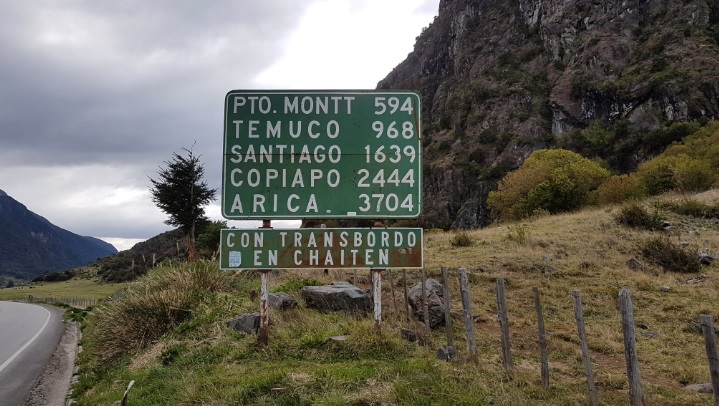 PTO. MONTT 594
TEMUCO 968
SANTIAGO 1639
COPIAPO 2444
ARICA. 3704
CON TRANSBORDO
EN CHAITEN